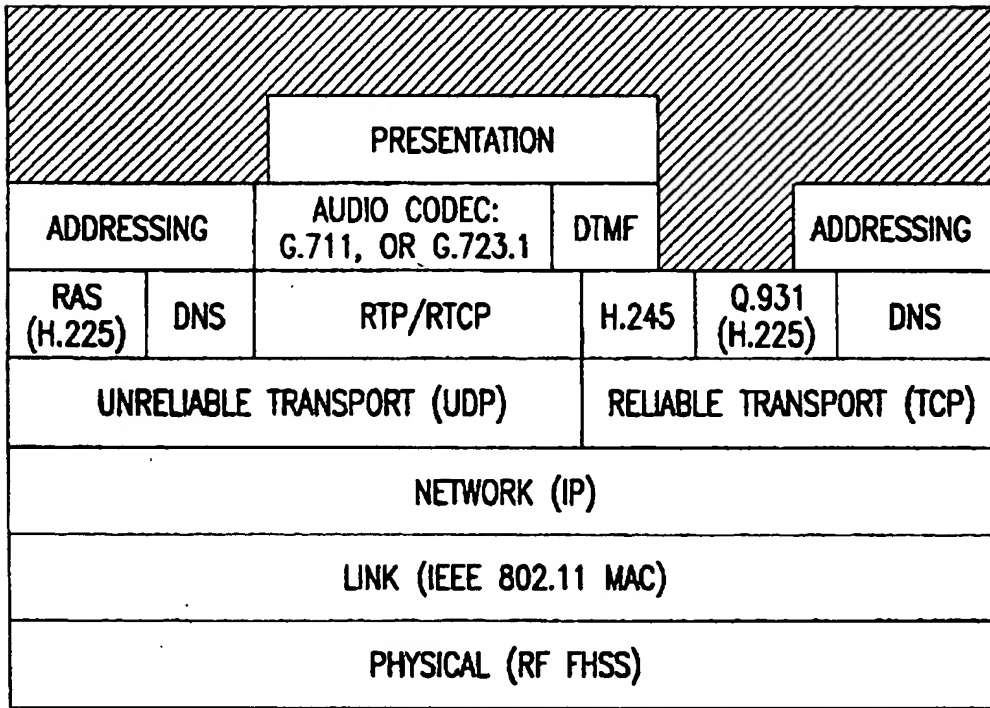 PRESENTATION
ADDRESSING
AUDIO CODEC:
G.711, OR G.723.1
DTMF
ADDRESSING
RAS
(H.225)
DNS
RTP/RTCP
H.245
Q.931
(H.225)
DNS
UNRELIABLE TRANSPORT (UDP)
RELIABLE TRANSPORT (TCP)
NETWORK (IP)
LINK (IEEE 802.11 MAC)
PHYSICAL (RF FHSS)